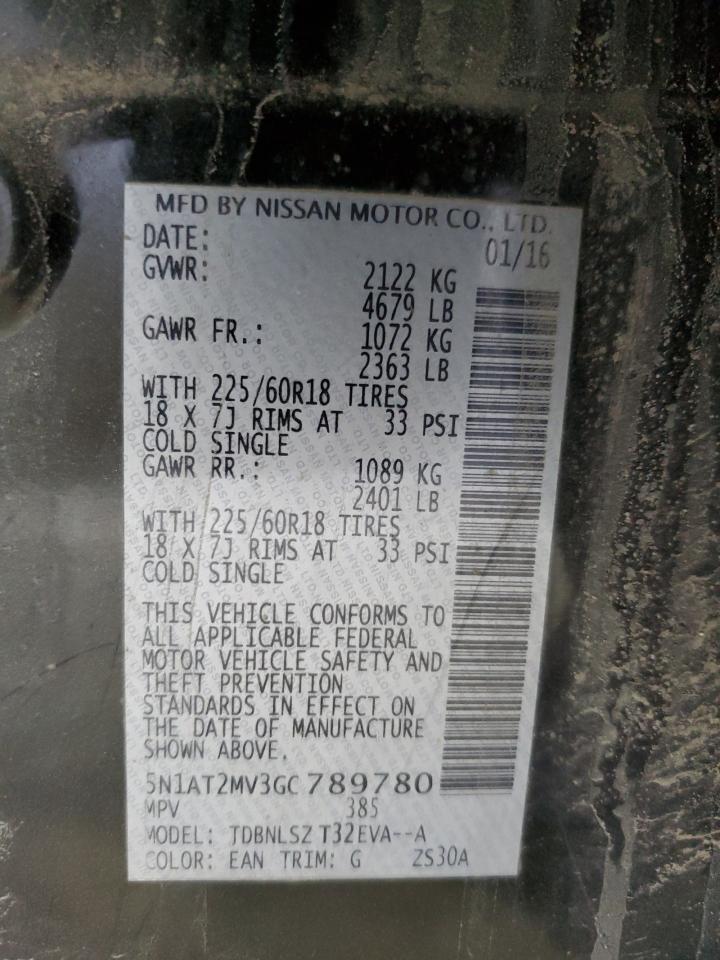 MFD BY NISSAN MOTOR CO., LTD.
DATE: 01/16
GVWR: 2122 KG
4679 LB
GAWR FR.: 1072 KG
2363 LB
WITH 225/60R18 TIRES
18 X 7J RIMS AT 33 PSI
COLD SINGLE
GAWR RR.: 1089 KG
2401 LB
WITH 225/60R18 TIRES
18 X 7J RIMS AT 33 PSI
COLD SINGLE
THIS VEHICLE CONFORMS TO
ALL APPLICABLE FEDERAL
MOTOR VEHICLE SAFETY AND
THEFT PREVENTION
STANDARDS IN EFFECT ON
THE DATE OF MANUFACTURE
SHOWN ABOVE.
5N1AT2MV3GC789780
MPV 385
MODEL: TDBNLSZ T32EVA--A
COLOR: EAN TRIM: G ZS30A